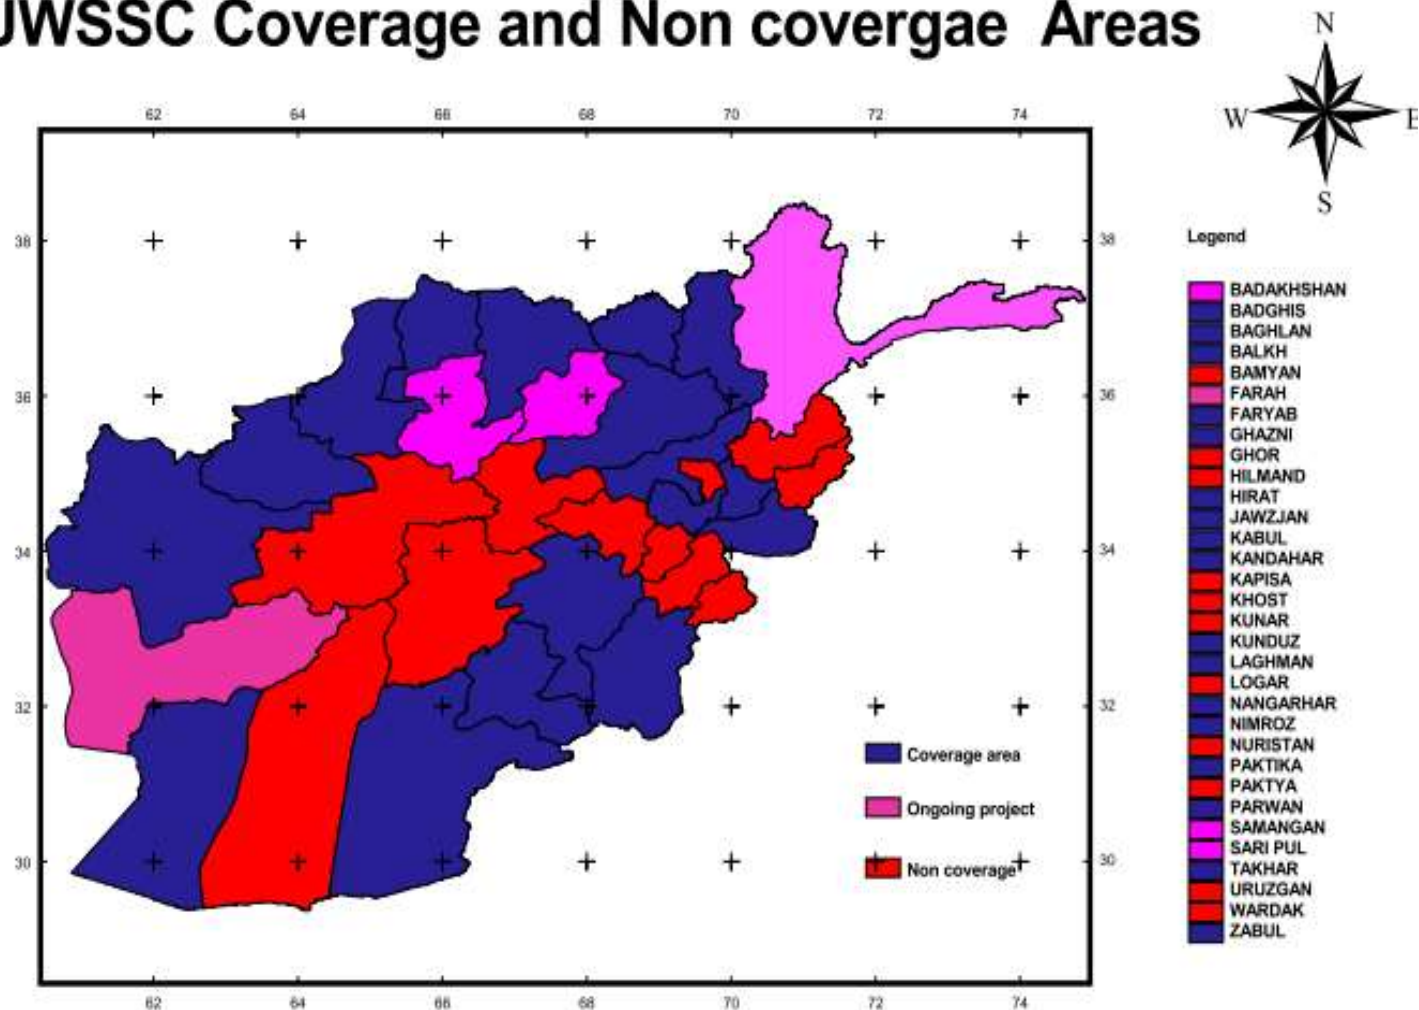 UWSSC Coverage and Non covergae Areas
N
W E
S
62 64 66 68 70 72 74
38 38
36 36
34 34
32 32
30 30
62 64 66 68 70 72 74
Coverage area
Ongoing project
Non coverage
Legend
BADAKHSHAN
BADGHIS
BAGHLAN
BALKH
BAMYAN
FARAH
FARYAB
GHAZNI
GHOR
HILMAND
HIRAT
JAWZJAN
KABUL
KANDAHAR
KAPISA
KHOST
KUNAR
KUNDUZ
LAGHMAN
LOGAR
NANGARHAR
NIMROZ
NURISTAN
PAKTIKA
PAKTYA
PARWAN
SAMANGAN
SARI PUL
TAKHAR
URUZGAN
WARDAK
ZABUL